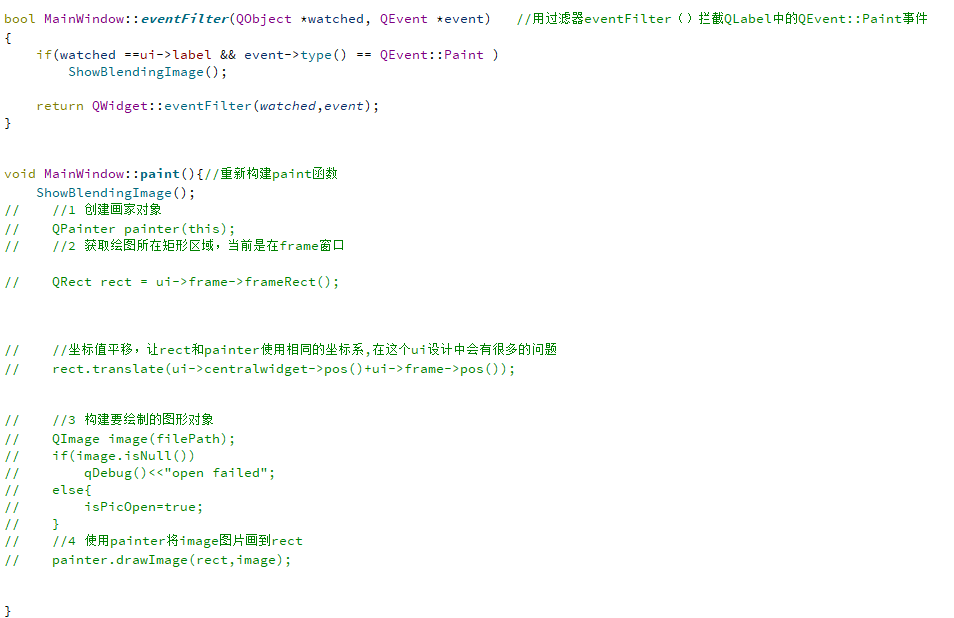 bool MainWindow::eventFilter(QObject *watched, QEvent *event)   //用过滤器eventFilter（）拦截QLabel中的QEvent::Paint事件
{
    if(watched ==ui->label && event->type() == QEvent::Paint )
        ShowBlendingImage();
    return QWidget::eventFilter(watched,event);
}
void MainWindow::paint(){//重新构建paint函数
    ShowBlendingImage();
//    //1 创建画家对象
//    QPainter painter(this);
//    //2 获取绘图所在矩形区域，当前是在frame窗口
//    QRect rect = ui->frame->frameRect();
//    //坐标值平移，让rect和painter使用相同的坐标系,在这个ui设计中会有很多的问题
//    rect.translate(ui->centralwidget->pos()+ui->frame->pos());
//    //3 构建要绘制的图形对象
//    QImage image(filePath);
//    if(image.isNull())
//        qDebug()<<"open failed";
//    else{
//        isPicOpen=true;
//    }
//    //4 使用painter将image图片画到rect
//    painter.drawImage(rect,image);
}